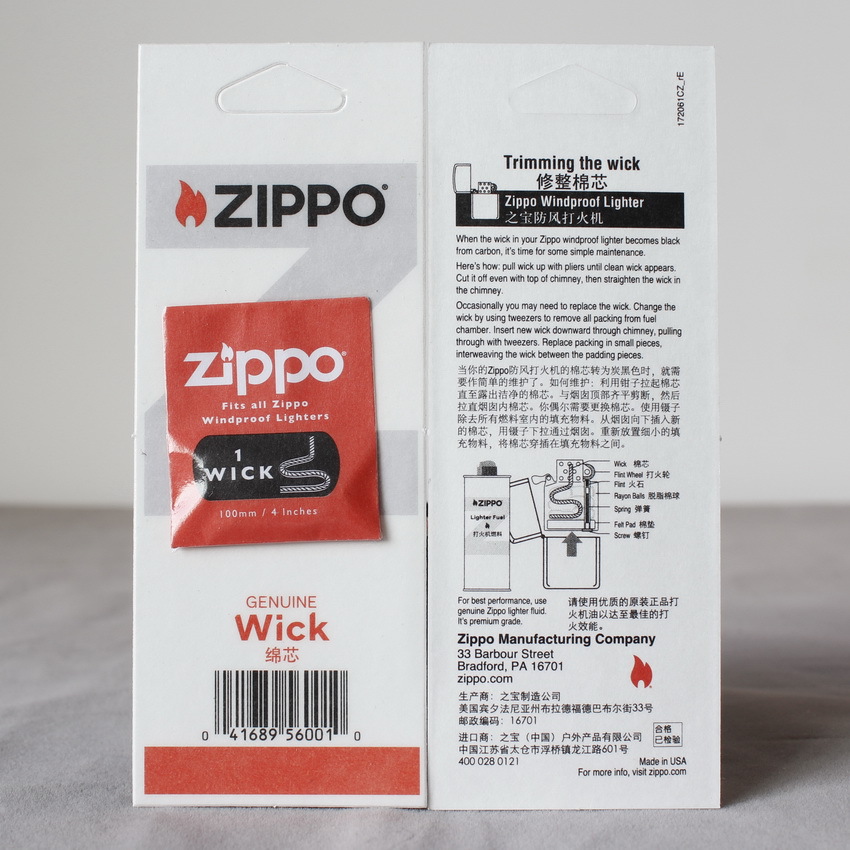 ZIPPO
zippo
Fits all Zippo
Windproof Lighters
1
WICK
100mm / 4 Inches
GENUINE
Wick
绵芯
0 41689 56001 0
172061CZ_rE
Trimming the wick
修整棉芯
Zippo Windproof Lighter
之宝防风打火机
When the wick in your Zippo windproof lighter becomes black
from carbon, it's time for some simple maintenance.
Here's how: pull wick up with pliers until clean wick appears.
Cut it off even with top of chimney, then straighten the wick in
the chimney.
Occasionally you may need to replace the wick. Change the
wick by using tweezers to remove all packing from fuel
chamber. Insert new wick downward through chimney, pulling
through with tweezers. Replace packing in small pieces,
interweaving the wick between the padding pieces.
当你的Zippo防风打火机的棉芯转为炭黑色时，就需
要作简单的维护了。如何维护：利用钳子拉起棉芯
直至露出洁净的棉芯。与烟囱顶部齐平剪断，然后
拉直烟囱内棉芯。你偶尔需要更换棉芯。使用镊子
除去所有燃料室内的填充物料。从烟囱向下插入新
的棉芯，用镊子下拉通过烟囱。重新放置细小的填
充物料，将棉芯穿插在填充物料之间。
Wick 棉芯
Flint Wheel 打火轮
Flint 火石
Rayon Balls 脱脂棉球
Spring 弹簧
Felt Pad 棉垫
Screw 螺钉
ZIPPO
Lighter Fuel
打火机燃料
For best performance, use
genuine Zippo lighter fluid.
It's premium grade.
请使用优质的原装正品打
火机油以达至最佳的打
火效能。
Zippo Manufacturing Company
33 Barbour Street
Bradford, PA 16701
zippo.com
生产商：之宝制造公司
美国宾夕法尼亚州布拉德福德巴布尔街33号
邮政编码：16701
进口商：之宝（中国）户外产品有限公司
中国江苏省太仓市浮桥镇龙江路601号
400 028 0121
合格
已检验
Made in USA
For more info, visit zippo.com